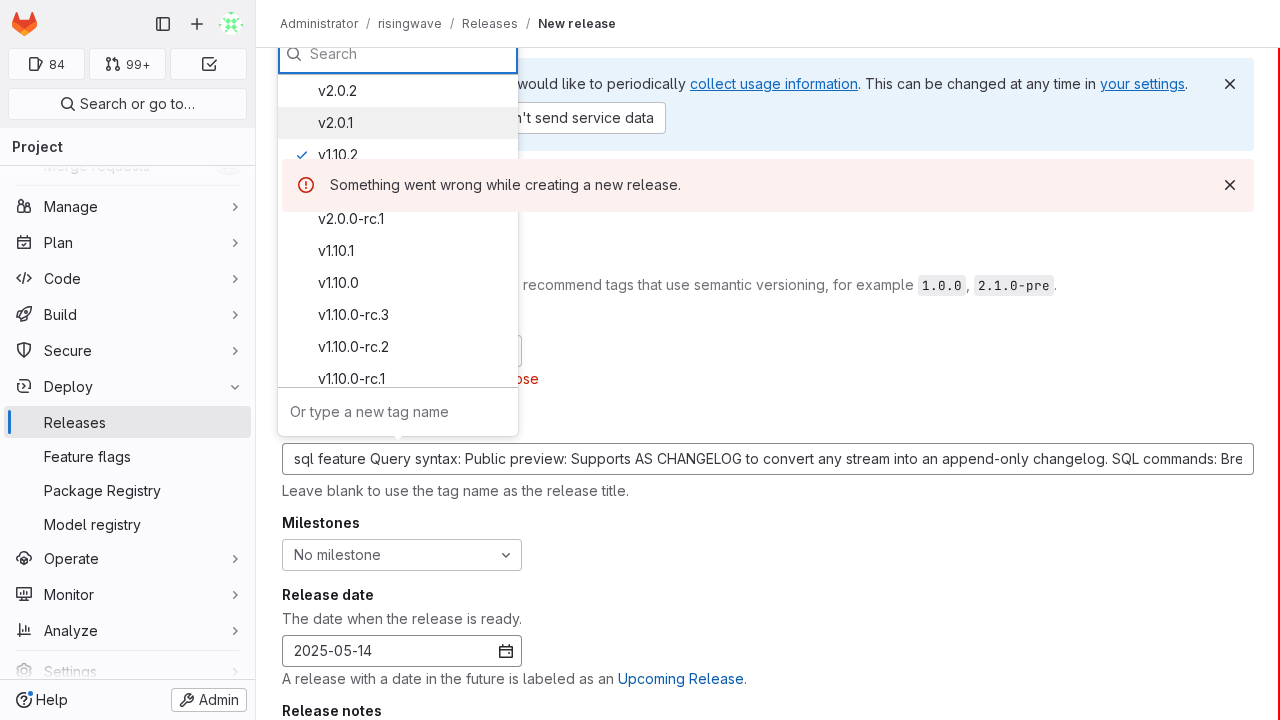 Administrator / risingwave / Releases / New release
84
99+
Search or go to…
Project
Merge requests
Manage
Plan
Code
Build
Secure
Deploy
Releases
Feature flags
Package Registry
Model registry
Operate
Monitor
Analyze
Settings
Help
Admin
Search
v2.0.2
v2.0.1
v1.10.2
v2.0.0-rc.1
v1.10.1
v1.10.0
v1.10.0-rc.3
v1.10.0-rc.2
v1.10.0-rc.1
Or type a new tag name
would like to periodically collect usage information. This can be changed at any time in your settings.
n't send service data
Something went wrong while creating a new release.
recommend tags that use semantic versioning, for example 1.0.0, 2.1.0-pre.
sql feature Query syntax: Public preview: Supports AS CHANGELOG to convert any stream into an append-only changelog. SQL commands: Bre
Leave blank to use the tag name as the release title.
Milestones
No milestone
Release date
The date when the release is ready.
2025-05-14
A release with a date in the future is labeled as an Upcoming Release.
Release notes